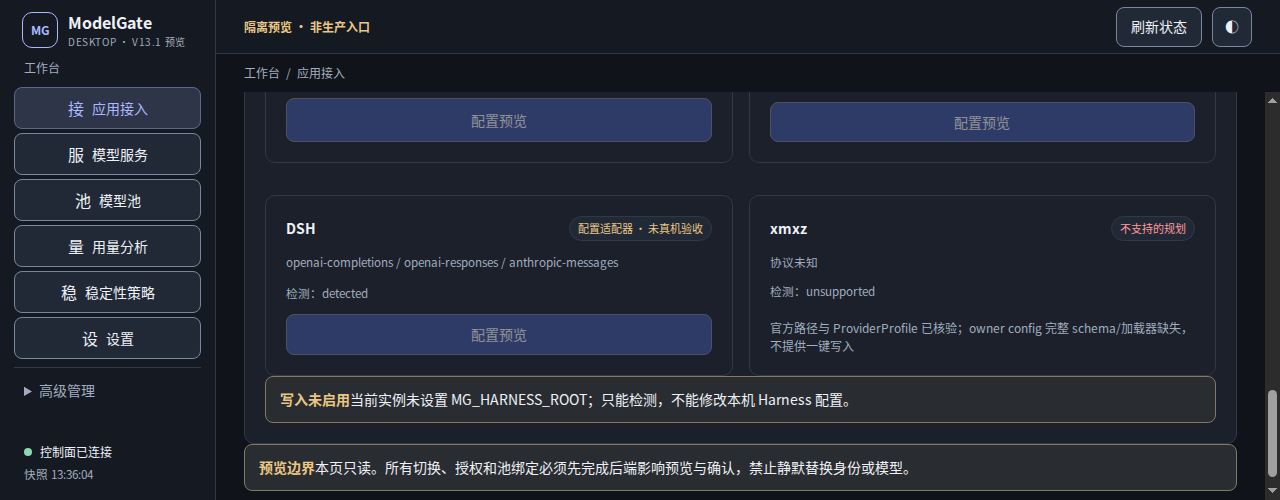 MG
ModelGate
DESKTOP · V13.1 预览
工作台
接 应用接入
服 模型服务
池 模型池
量 用量分析
稳 稳定性策略
设 设置
高级管理
控制面已连接
快照 13:36:04
隔离预览 · 非生产入口
刷新状态
工作台 / 应用接入
配置预览
配置预览
DSH
配置适配器 · 未真机验收
openai-completions / openai-responses / anthropic-messages
检测：detected
配置预览
xmxz
不支持的规划
协议未知
检测：unsupported
官方路径与 ProviderProfile 已核验；owner config 完整 schema/加载器缺失，
不提供一键写入
写入未启用当前实例未设置 MG_HARNESS_ROOT；只能检测，不能修改本机 Harness 配置。
预览边界本页只读。所有切换、授权和池绑定必须先完成后端影响预览与确认，禁止静默替换身份或模型。